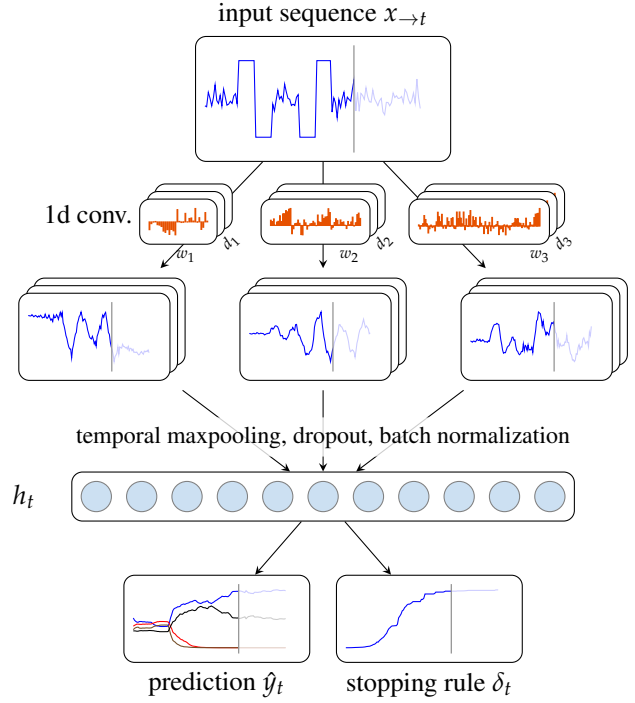 input sequence x→t
1d conv.
w1 d1 w2 d2 w3 d3
temporal maxpooling, dropout, batch normalization
ht
prediction ŷt stopping rule δt